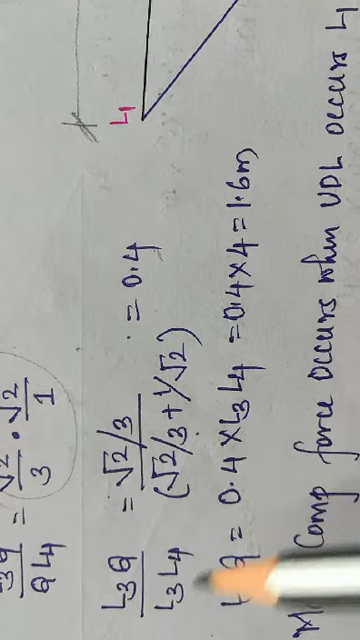 L4
L3Q/QL4 = √2/3 · √2/1
L3Q/L3L4 = √2/3 / (√2/3 + 1/√2) = 0.4
= 0.4 × L3L4 = 0.4 × 4 = 1.6m
Comp force occurs when UDL occurs L4